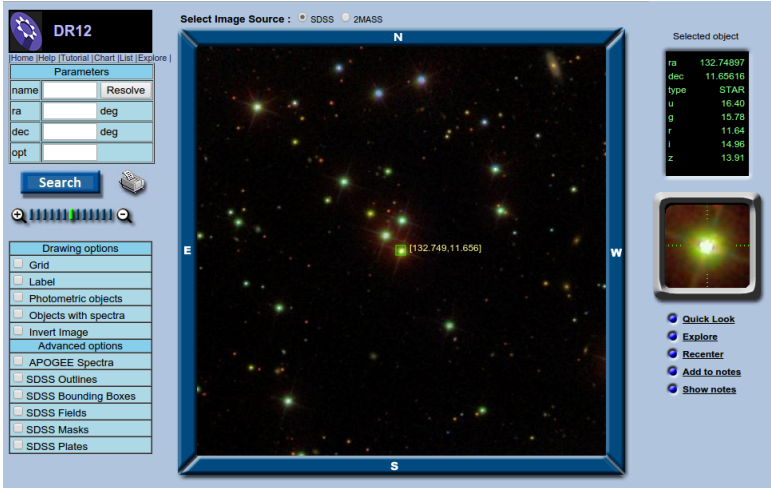 DR12
Home |Help |Tutorial |Chart |List |Explore |
Parameters
name Resolve
ra deg
dec deg
opt
Search
Drawing options
Grid
Label
Photometric objects
Objects with spectra
Invert Image
Advanced options
APOGEE Spectra
SDSS Outlines
SDSS Bounding Boxes
SDSS Fields
SDSS Masks
SDSS Plates
Select Image Source : SDSS 2MASS
N
E
W
S
[132.749,11.656]
Selected object
ra 132.74897
dec 11.65616
type STAR
u 16.40
g 15.78
r 11.64
i 14.96
z 13.91
Quick Look
Explore
Recenter
Add to notes
Show notes